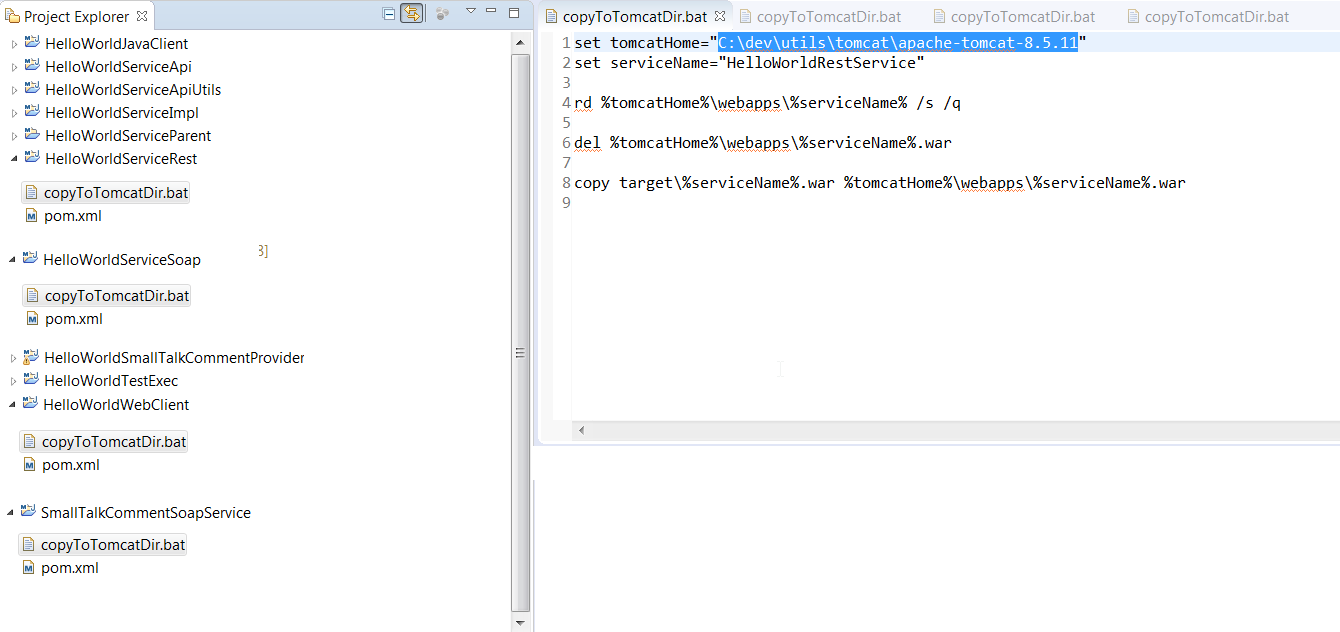 Project Explorer
HelloWorldJavaClient
HelloWorldServiceApi
HelloWorldServiceApiUtils
HelloWorldServiceImpl
HelloWorldServiceParent
HelloWorldServiceRest
copyToTomcatDir.bat
pom.xml
3]
HelloWorldServiceSoap
copyToTomcatDir.bat
pom.xml
HelloWorldSmallTalkCommentProvider
HelloWorldTestExec
HelloWorldWebClient
copyToTomcatDir.bat
pom.xml
SmallTalkCommentSoapService
copyToTomcatDir.bat
pom.xml
copyToTomcatDir.bat copyToTomcatDir.bat copyToTomcatDir.bat copyToTomcatDir.bat
1 set tomcatHome="C:\dev\utils\tomcat\apache-tomcat-8.5.11"
2 set serviceName="HelloWorldRestService"
3
4 rd %tomcatHome%\webapps\%serviceName% /s /q
5
6 del %tomcatHome%\webapps\%serviceName%.war
7
8 copy target\%serviceName%.war %tomcatHome%\webapps\%serviceName%.war
9